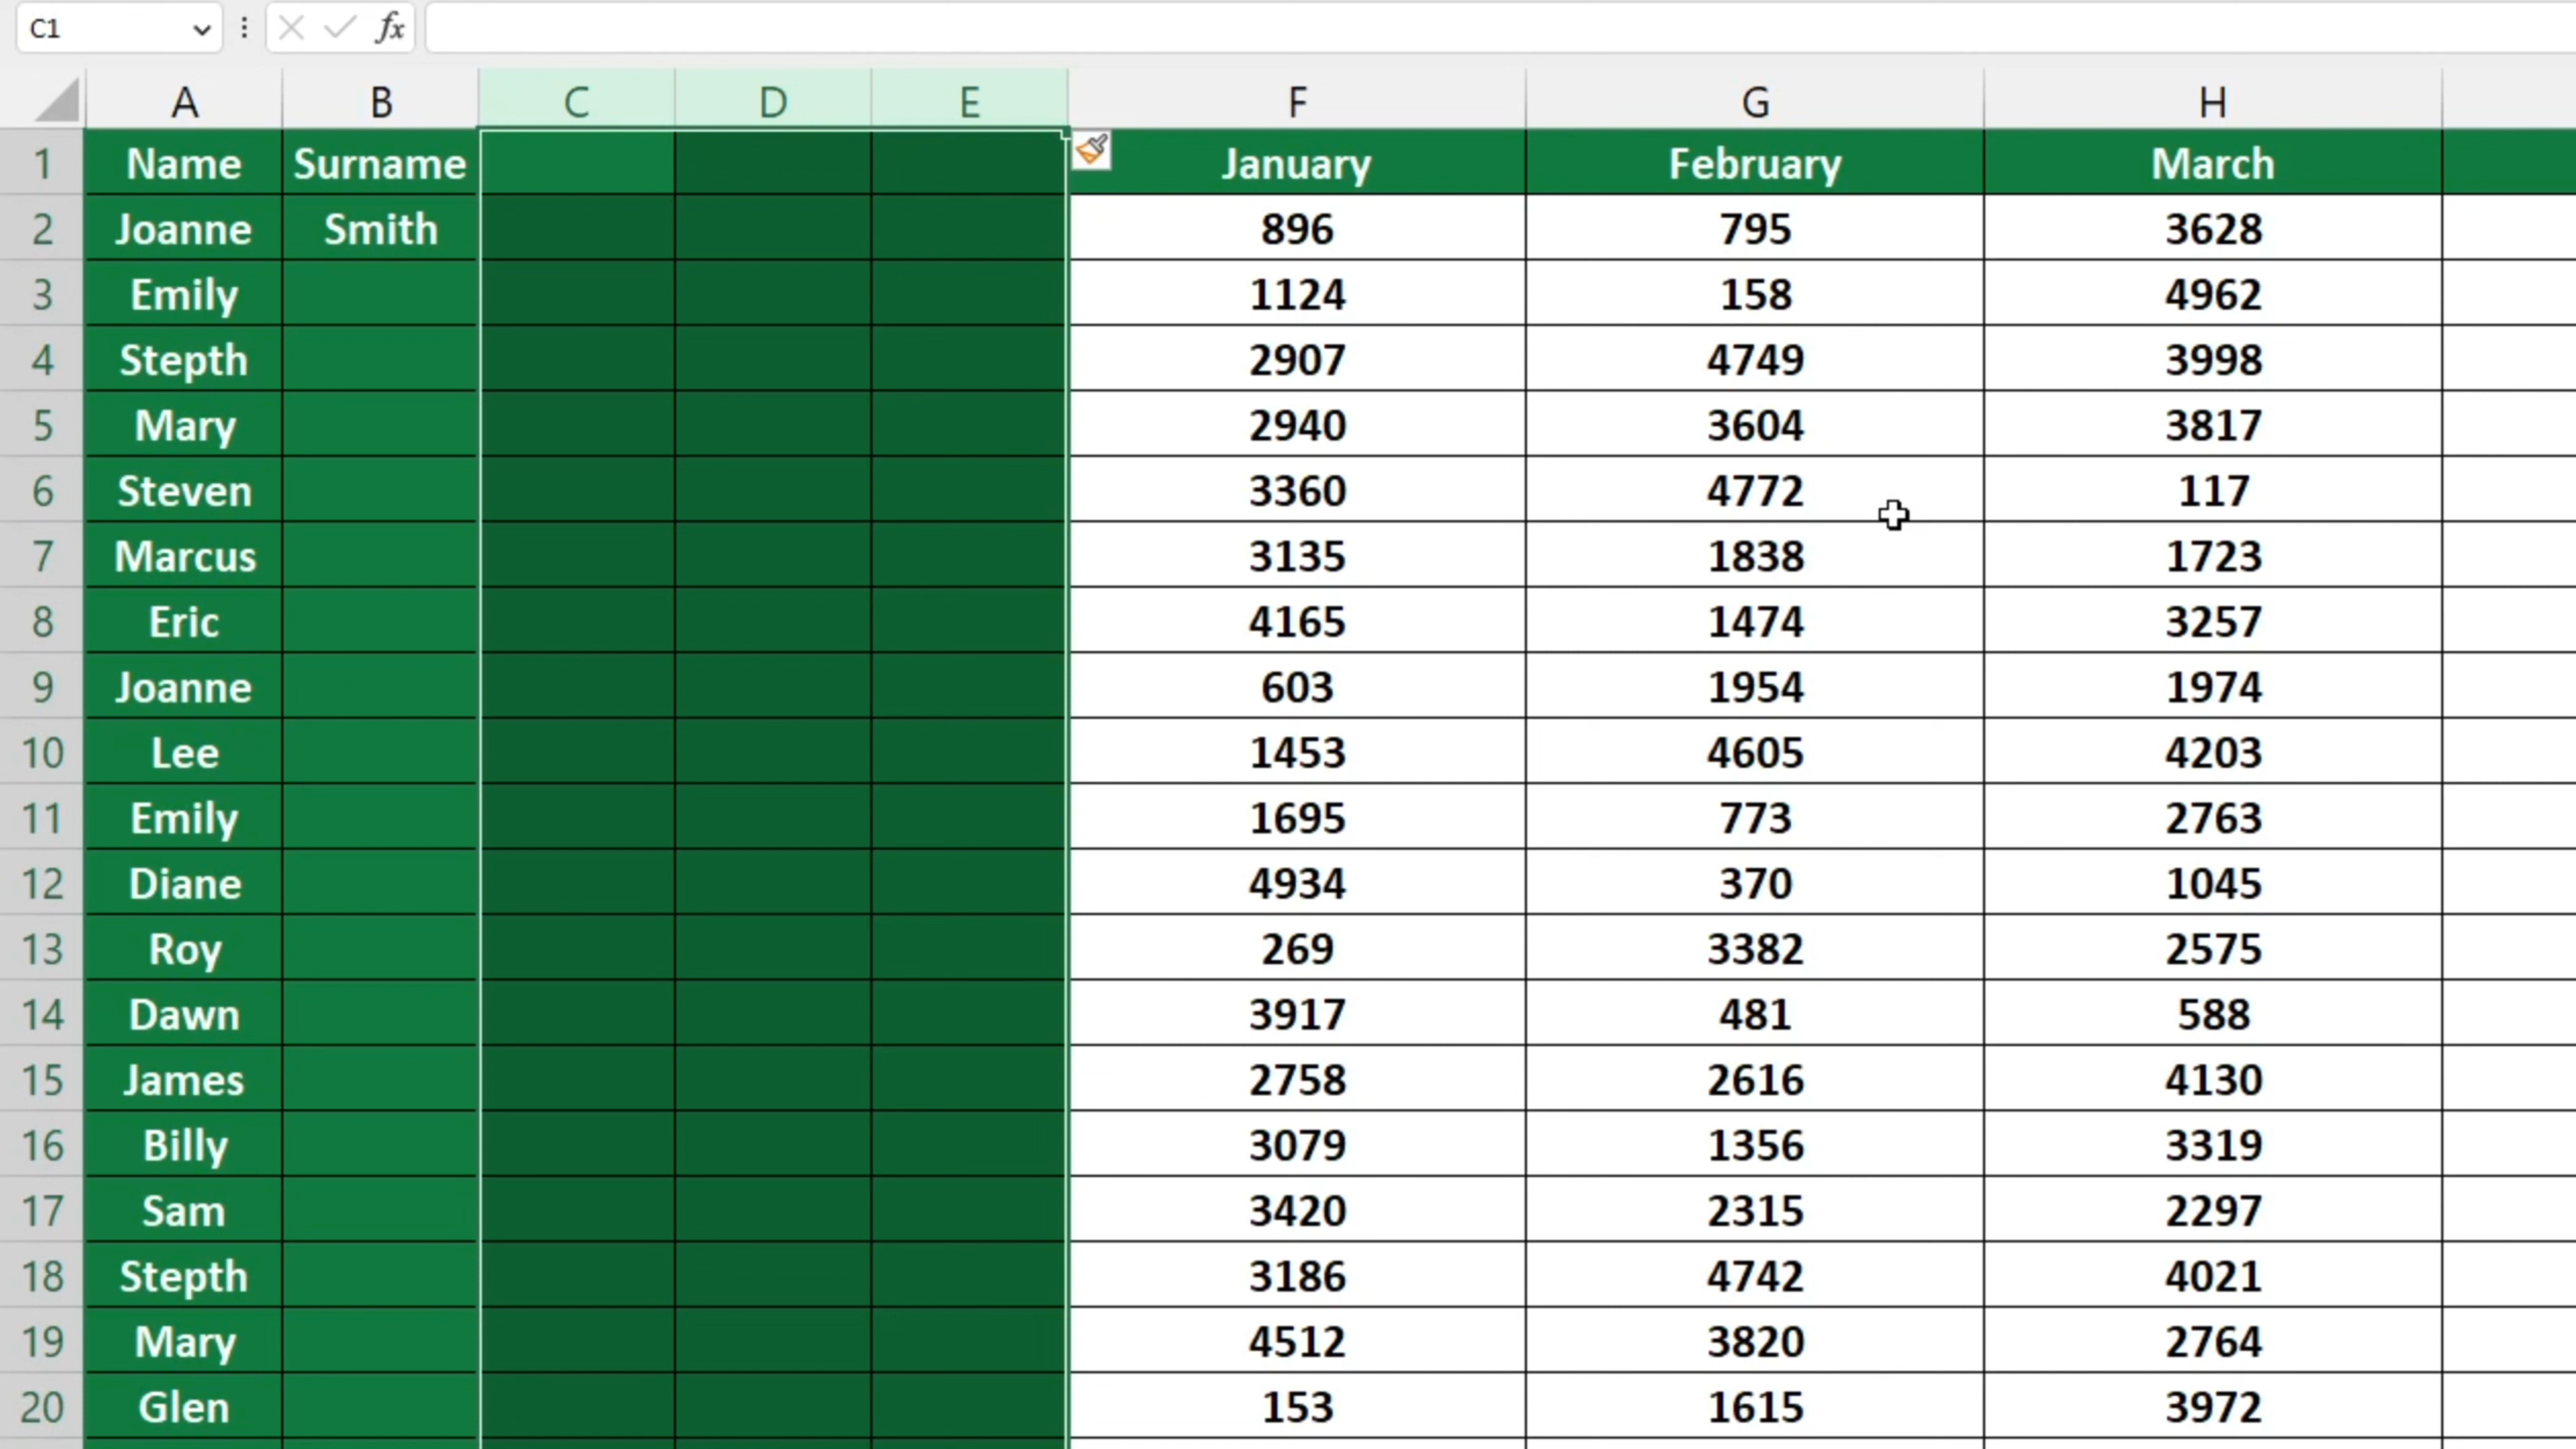 C1 fx
A B C D E F G H
1 Name Surname January February March
2 Joanne Smith 896 795 3628
3 Emily 1124 158 4962
4 Stepth 2907 4749 3998
5 Mary 2940 3604 3817
6 Steven 3360 4772 117
7 Marcus 3135 1838 1723
8 Eric 4165 1474 3257
9 Joanne 603 1954 1974
10 Lee 1453 4605 4203
11 Emily 1695 773 2763
12 Diane 4934 370 1045
13 Roy 269 3382 2575
14 Dawn 3917 481 588
15 James 2758 2616 4130
16 Billy 3079 1356 3319
17 Sam 3420 2315 2297
18 Stepth 3186 4742 4021
19 Mary 4512 3820 2764
20 Glen 153 1615 3972